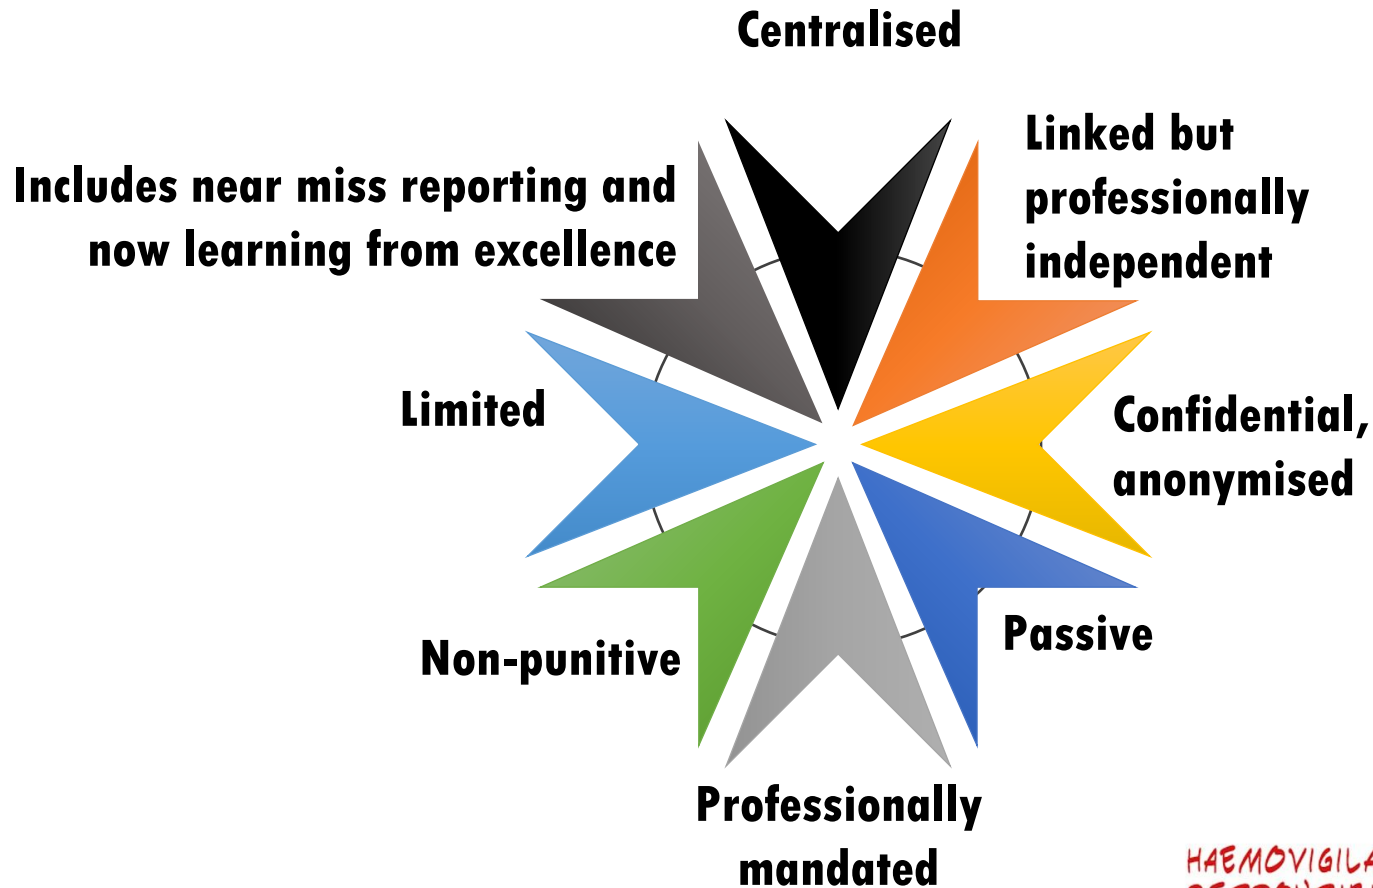 Centralised
Linked but
professionally
independent
Includes near miss reporting and
now learning from excellence
Limited
Confidential,
anonymised
Non-punitive
Passive
Professionally
mandated